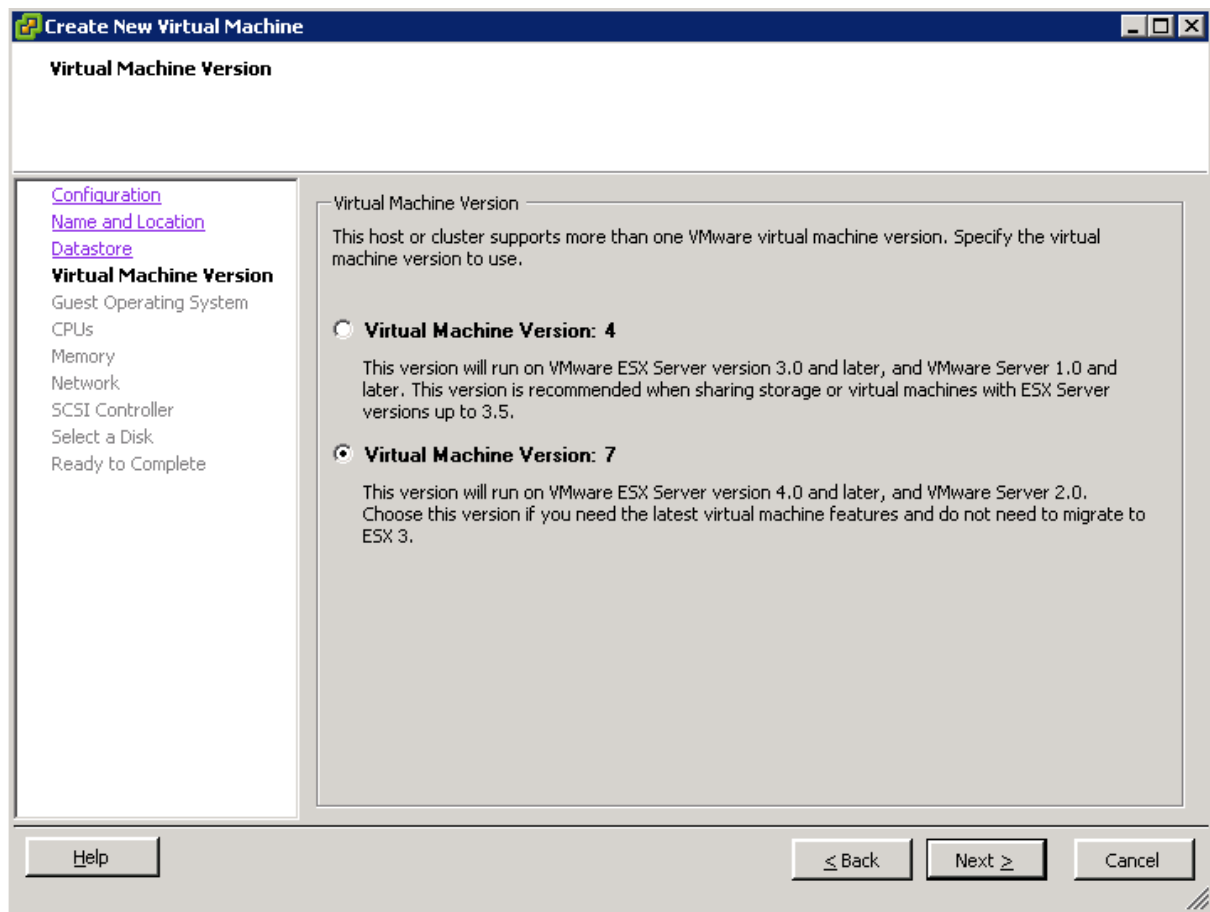 Create New Virtual Machine
Virtual Machine Version
Configuration
Name and Location
Datastore
Virtual Machine Version
Guest Operating System
CPUs
Memory
Network
SCSI Controller
Select a Disk
Ready to Complete
Virtual Machine Version
This host or cluster supports more than one VMware virtual machine version. Specify the virtual
machine version to use.
Virtual Machine Version: 4
This version will run on VMware ESX Server version 3.0 and later, and VMware Server 1.0 and
later. This version is recommended when sharing storage or virtual machines with ESX Server
versions up to 3.5.
Virtual Machine Version: 7
This version will run on VMware ESX Server version 4.0 and later, and VMware Server 2.0.
Choose this version if you need the latest virtual machine features and do not need to migrate to
ESX 3.
Help
≤ Back
Next ≥
Cancel